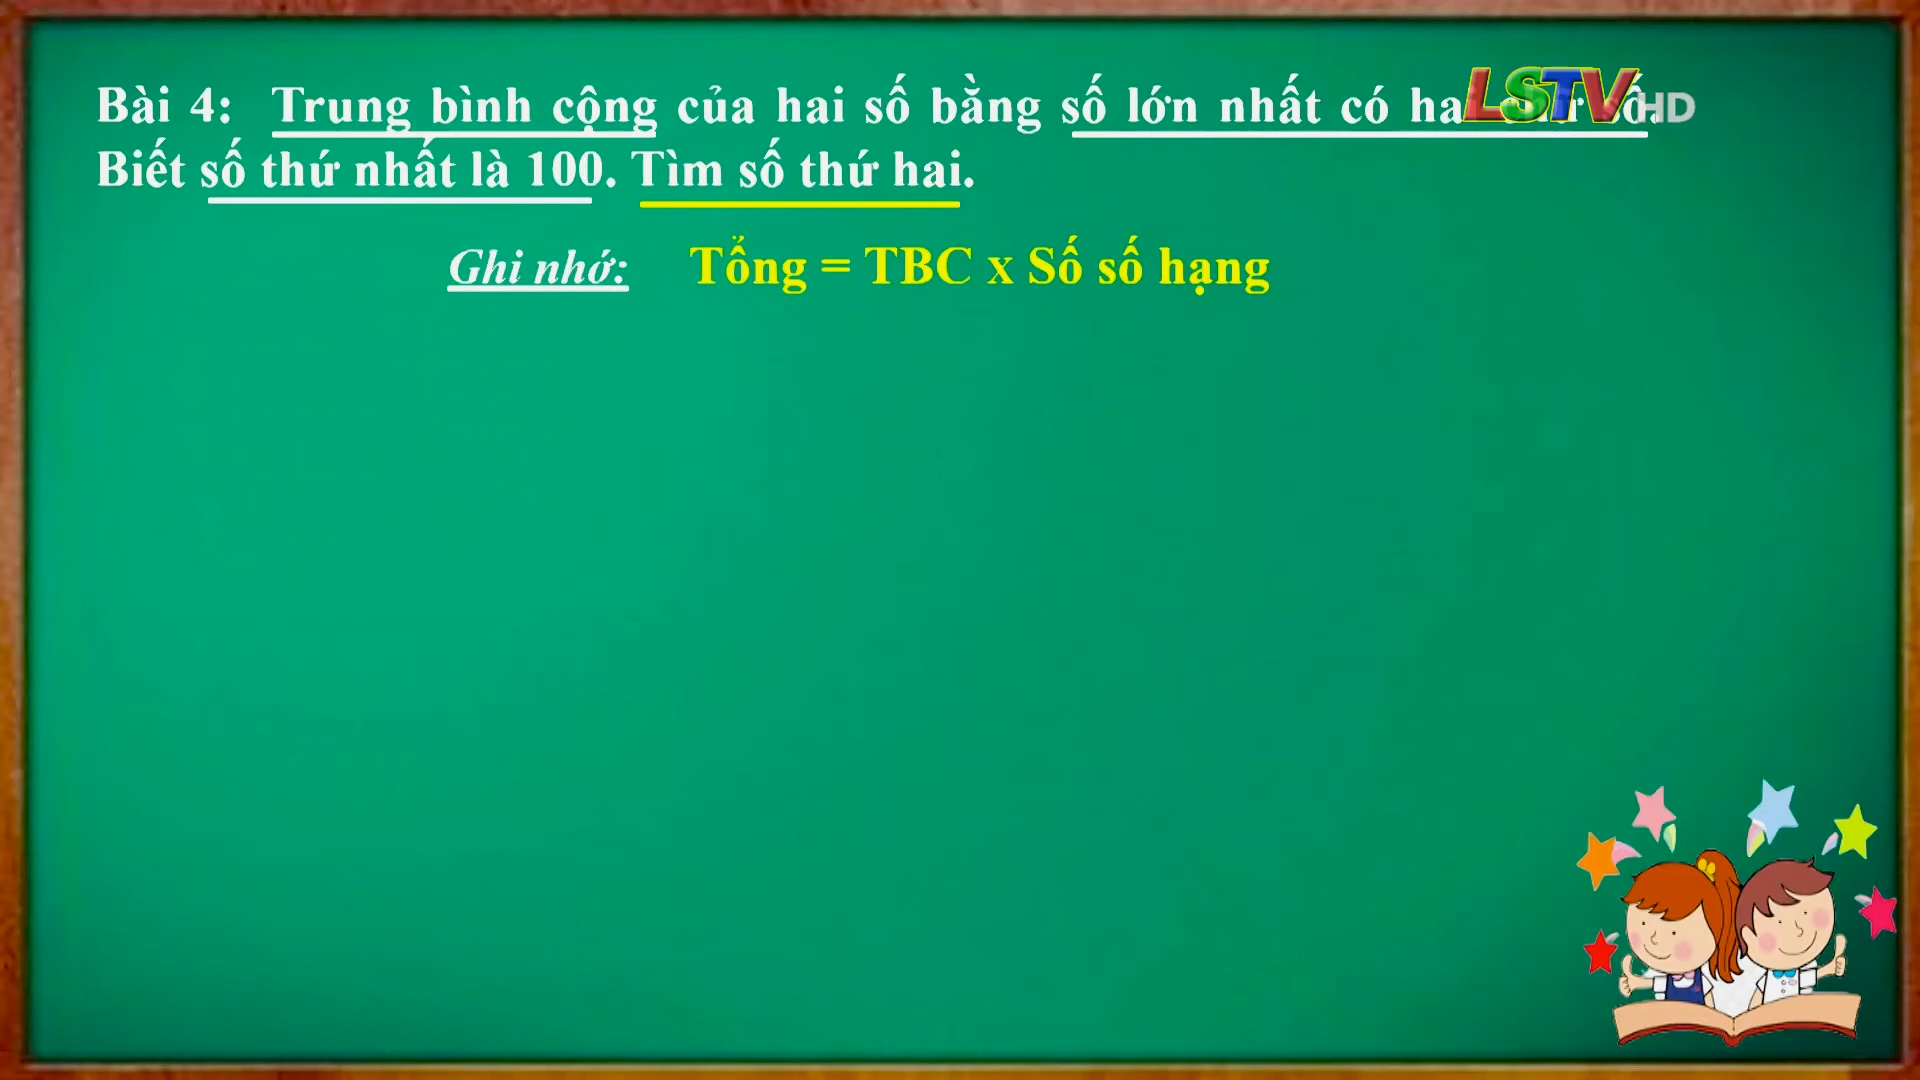 Bài 4: Trung bình cộng của hai số bằng số lớn nhất có số.
Biết số thứ nhất là 100. Tìm số thứ hai.
Ghi nhớ: Tổng = TBC x Số số hạng
LSTV HD